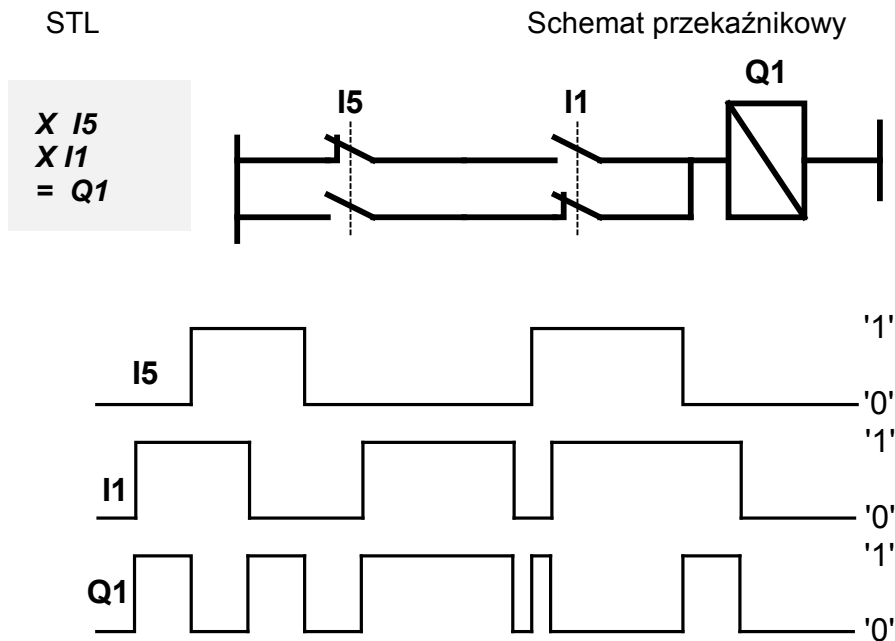 STL
Schemat przekaźnikowy
X I5
X I1
= Q1
I5
I1
Q1
'1'
I5
'0'
'1'
I1
'0'
'1'
Q1
'0'